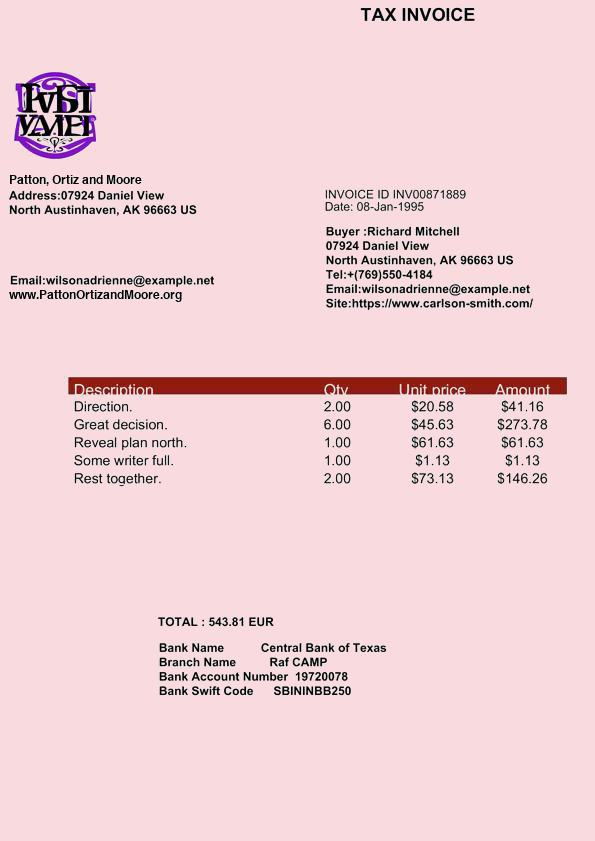 TAX INVOICE
Patton, Ortiz and Moore
Address:07924 Daniel View
North Austinhaven, AK 96663 US
Email:wilsonadrienne@example.net
www.PattonOrtizandMoore.org
INVOICE ID INV00871889
Date: 08-Jan-1995
Buyer :Richard Mitchell
07924 Daniel View
North Austinhaven, AK 96663 US
Tel:+(769)550-4184
Email:wilsonadrienne@example.net
Site:https://www.carlson-smith.com/
Description Qty Unit price Amount
Direction. 2.00 $20.58 $41.16
Great decision. 6.00 $45.63 $273.78
Reveal plan north. 1.00 $61.63 $61.63
Some writer full. 1.00 $1.13 $1.13
Rest together. 2.00 $73.13 $146.26
TOTAL : 543.81 EUR
Bank Name Central Bank of Texas
Branch Name Raf CAMP
Bank Account Number 19720078
Bank Swift Code SBININBB250